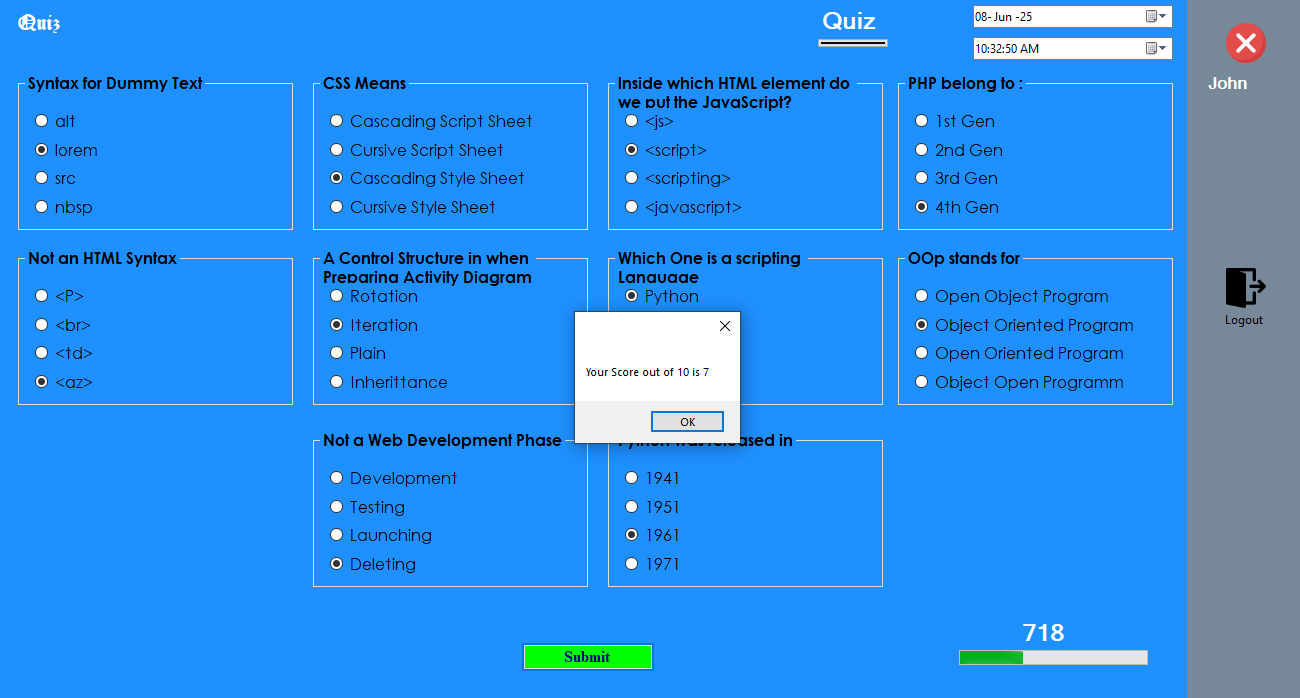 Quiz
Quiz
08- Jun -25
10:32:50 AM
John
Syntax for Dummy Text
alt
lorem
src
nbsp
CSS Means
Cascading Script Sheet
Cursive Script Sheet
Cascading Style Sheet
Cursive Style Sheet
Inside which HTML element do
we put the JavaScript?
<js>
<script>
<scripting>
<javascript>
PHP belong to :
1st Gen
2nd Gen
3rd Gen
4th Gen
Not an HTML Syntax
<P>
<br>
<td>
<az>
A Control Structure in when
Preparing Activity Diagram
Rotation
Iteration
Plain
Inherittance
Which One is a scripting
Language
Python
OOp stands for
Open Object Program
Object Oriented Program
Open Oriented Program
Object Open Programm
Logout
Your Score out of 10 is 7
OK
Not a Web Development Phase
Development
Testing
Launching
Deleting
Python was released in
1941
1951
1961
1971
Submit
718